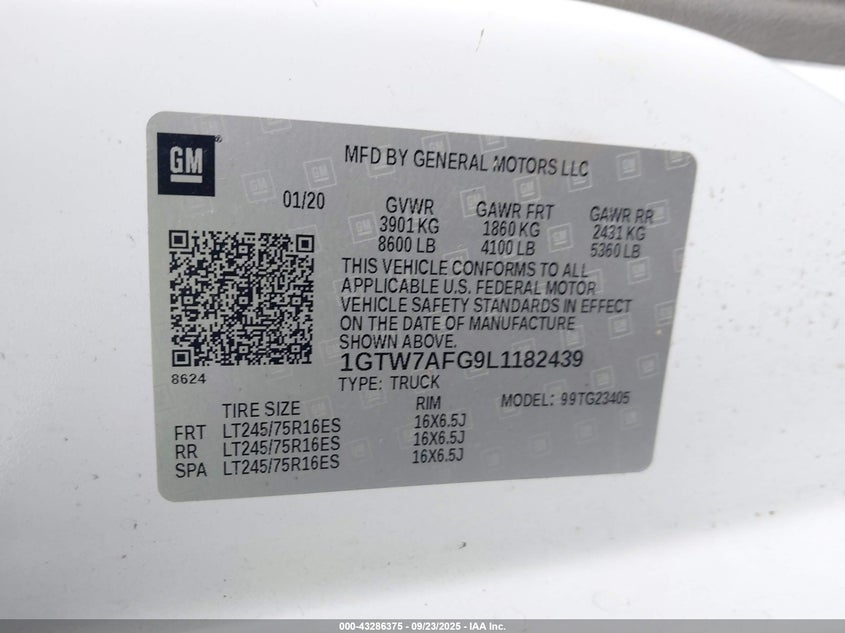 GM®
MFD BY GENERAL MOTORS LLC
01/20
GVWR GAWR FRT GAWR RR
3901 KG 1860 KG 2431 KG
8600 LB 4100 LB 5360 LB
THIS VEHICLE CONFORMS TO ALL
APPLICABLE U.S. FEDERAL MOTOR
VEHICLE SAFETY STANDARDS IN EFFECT
ON THE DATE OF MANUFACTURE
SHOWN ABOVE.
1GTW7AFG9L1182439
8624
TYPE: TRUCK
MODEL: 99TG23405
TIRE SIZE RIM
FRT LT245/75R16ES 16X6.5J
RR LT245/75R16ES 16X6.5J
SPA LT245/75R16ES 16X6.5J
000-43286375 - 09/23/2025 - IAA Inc.